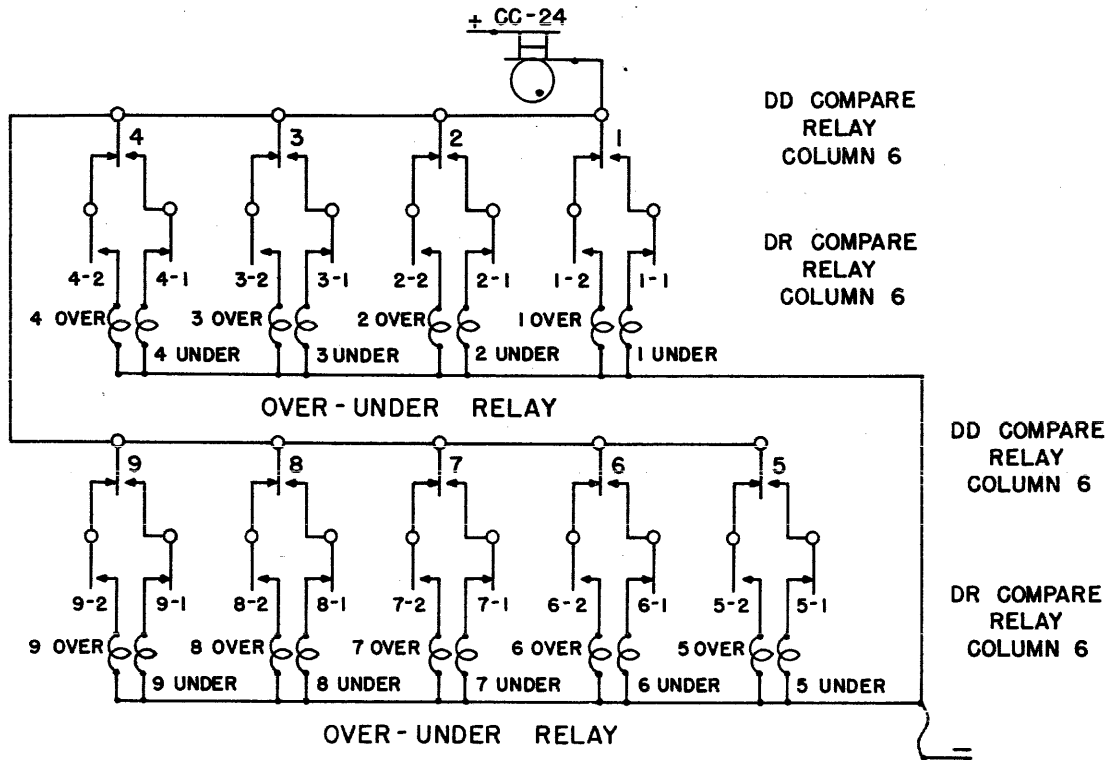 + CC-24
DD COMPARE
RELAY
COLUMN 6
4 3 2 1
DR COMPARE
RELAY
COLUMN 6
4-2 4-1 3-2 3-1 2-2 2-1 1-2 1-1
4 OVER 3 OVER 2 OVER 1 OVER
4 UNDER 3 UNDER 2 UNDER 1 UNDER
OVER-UNDER RELAY
DD COMPARE
RELAY
COLUMN 6
9 8 7 6 5
DR COMPARE
RELAY
COLUMN 6
9-2 9-1 8-2 8-1 7-2 7-1 6-2 6-1 5-2 5-1
9 OVER 8 OVER 7 OVER 6 OVER 5 OVER
9 UNDER 8 UNDER 7 UNDER 6 UNDER 5 UNDER
OVER-UNDER RELAY
−